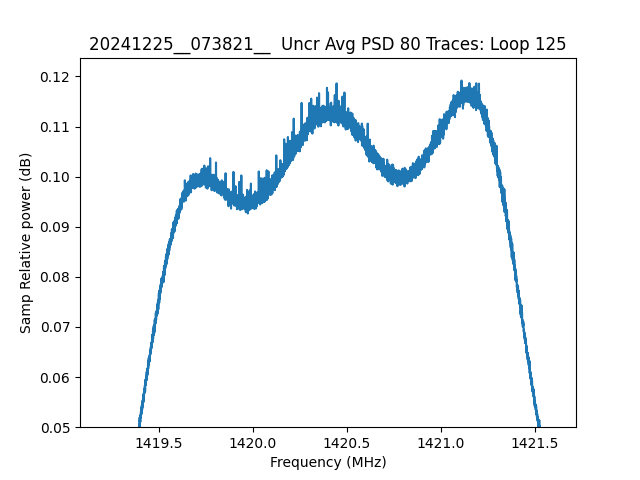 20241225__073821__  Uncr Avg PSD 80 Traces: Loop 125
0.12
0.11
0.10
0.09
0.08
0.07
0.06
0.05
Samp Relative power (dB)
1419.5 1420.0 1420.5 1421.0 1421.5
Frequency (MHz)